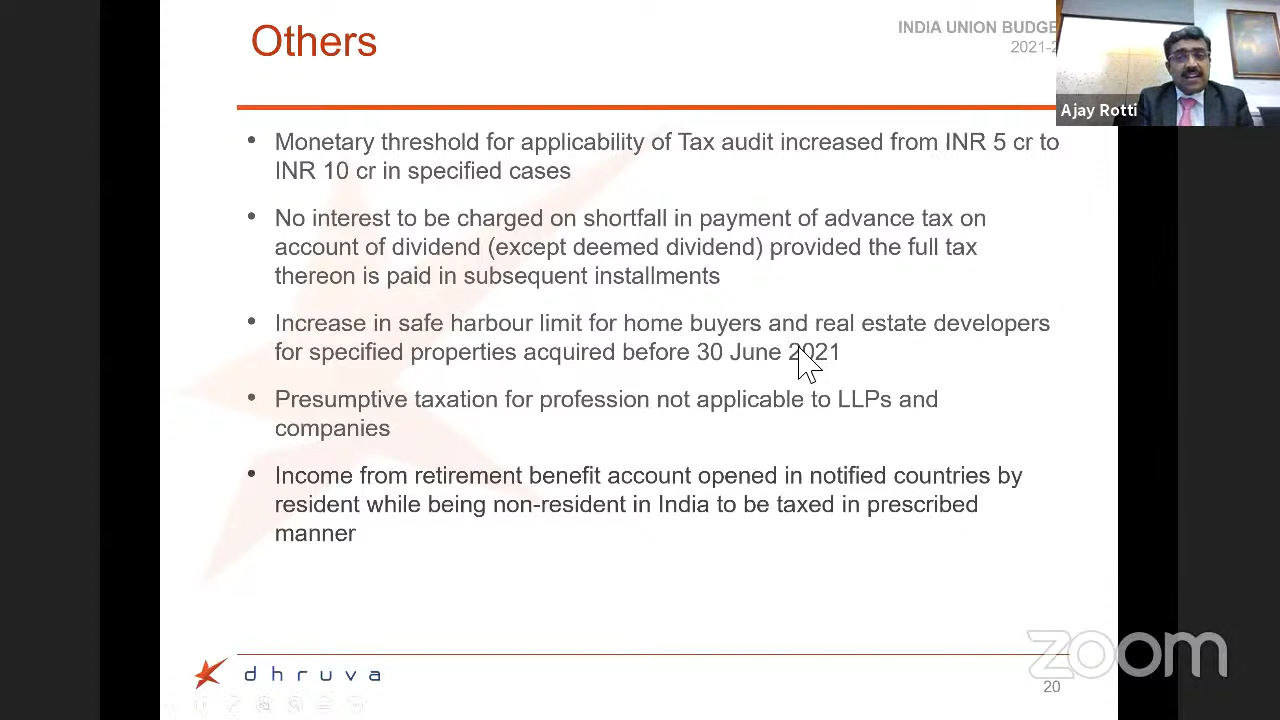 Others
INDIA UNION BUDGE
2021-2
Ajay Rotti
• Monetary threshold for applicability of Tax audit increased from INR 5 cr to
INR 10 cr in specified cases
• No interest to be charged on shortfall in payment of advance tax on
account of dividend (except deemed dividend) provided the full tax
thereon is paid in subsequent installments
• Increase in safe harbour limit for home buyers and real estate developers
for specified properties acquired before 30 June 2021
• Presumptive taxation for profession not applicable to LLPs and
companies
• Income from retirement benefit account opened in notified countries by
resident while being non-resident in India to be taxed in prescribed
manner
dhruva
zoom
20